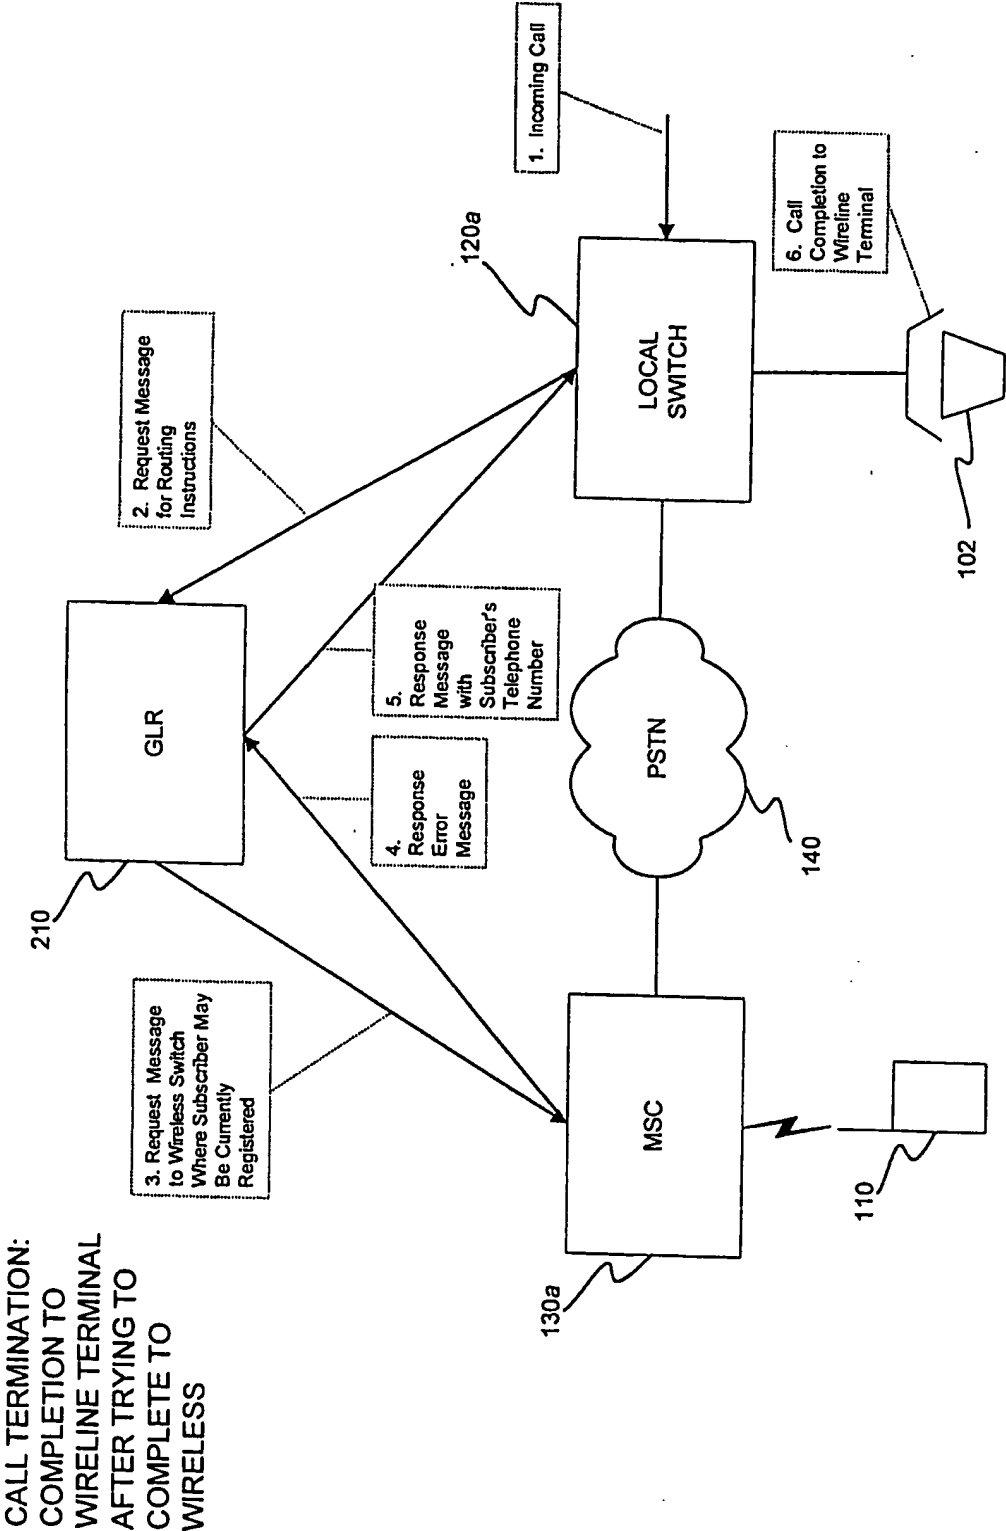 CALL TERMINATION:
COMPLETION TO
WIRELINE TERMINAL
AFTER TRYING TO
COMPLETE TO
WIRELESS
3. Request Message
to Wireless Switch
Where Subscriber May
Be Currently
Registered
210
GLR
2. Request Message
for Routing
Instructions
4.
Response
Error
Message
5.
Response
Message
with
Subscriber's
Telephone
Number
120a
1. Incoming Call
130a
MSC
PSTN
140
LOCAL
SWITCH
6. Call
Completion to
Wireline
Terminal
110
102